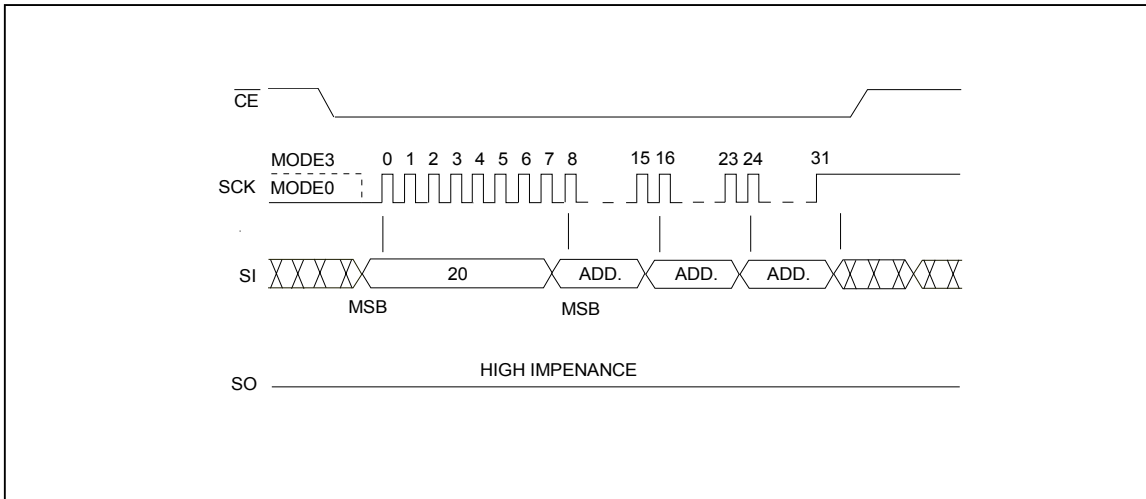 CE
MODE3 0 1 2 3 4 5 6 7 8 15 16 23 24 31
SCK MODE0
SI 20 ADD. ADD. ADD.
MSB MSB
HIGH IMPENANCE
SO